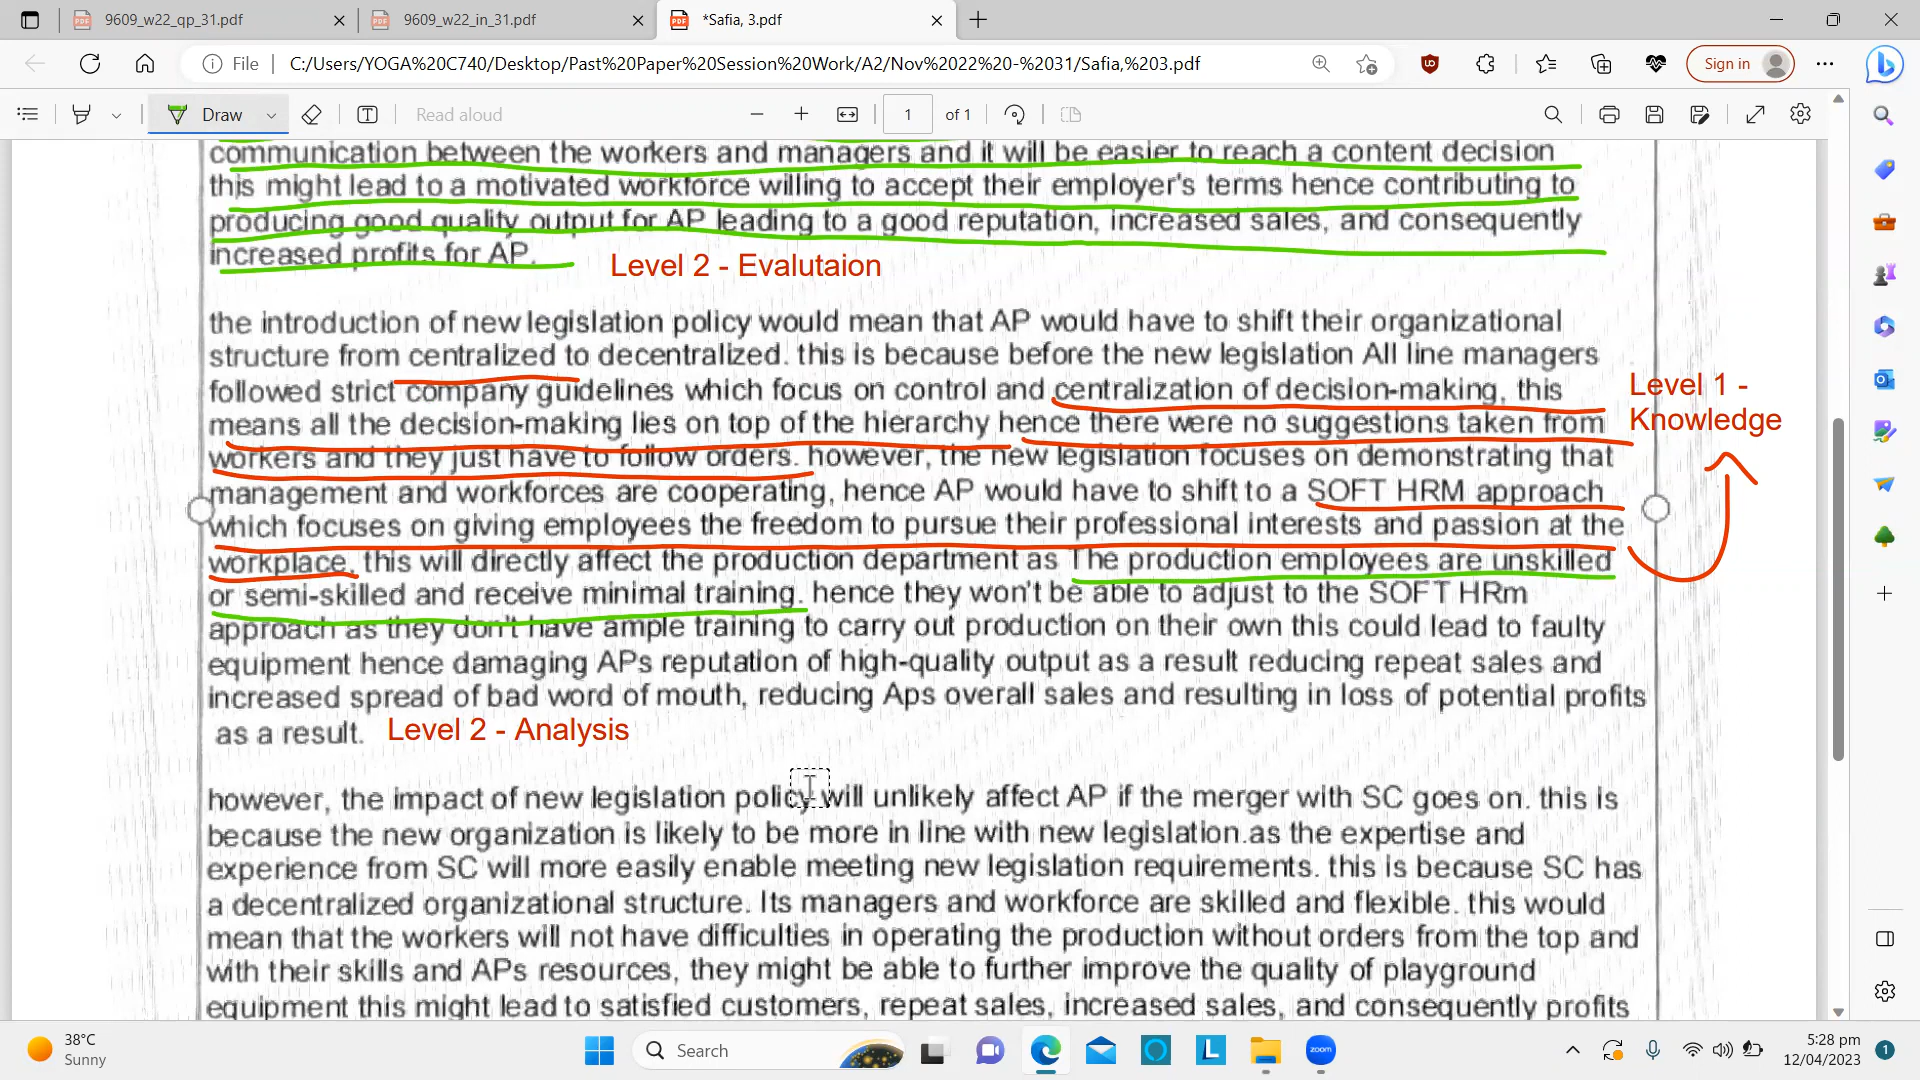 9609_w22_qp_31.pdf
9609_w22_in_31.pdf
*Safia, 3.pdf
File
C:/Users/YOGA%20C740/Desktop/Past%20Paper%20Session%20Work/A2/Nov%2022%20-%2031/Safia,%203.pdf
Sign in
Draw
Read aloud
1
of 1
communication between the workers and managers and it will be easier to reach a content decision
this might lead to a motivated workforce willing to accept their employer's terms hence contributing to
producing good quality output for AP leading to a good reputation, increased sales, and consequently
increased profits for AP.
Level 2 - Evalutaion
the introduction of new legislation policy would mean that AP would have to shift their organizational
structure from centralized to decentralized. this is because before the new legislation All line managers
followed strict company guidelines which focus on control and centralization of decision-making, this
means all the decision-making lies on top of the hierarchy hence there were no suggestions taken from
workers and they just have to follow orders. however, the new legislation focuses on demonstrating that
management and workforces are cooperating, hence AP would have to shift to a SOFT HRM approach
which focuses on giving employees the freedom to pursue their professional interests and passion at the
workplace, this will directly affect the production department as The production employees are unskilled
or semi-skilled and receive minimal training. hence they won't be able to adjust to the SOFT HRm
approach as they don't have ample training to carry out production on their own this could lead to faulty
equipment hence damaging APs reputation of high-quality output as a result reducing repeat sales and
increased spread of bad word of mouth, reducing Aps overall sales and resulting in loss of potential profits
as a result.
Level 2 - Analysis
Level 1 -
Knowledge
however, the impact of new legislation policy will unlikely affect AP if the merger with SC goes on. this is
because the new organization is likely to be more in line with new legislation.as the expertise and
experience from SC will more easily enable meeting new legislation requirements. this is because SC has
a decentralized organizational structure. Its managers and workforce are skilled and flexible. this would
mean that the workers will not have difficulties in operating the production without orders from the top and
with their skills and APs resources, they might be able to further improve the quality of playground
equipment this might lead to satisfied customers, repeat sales, increased sales, and consequently profits
38°C
Sunny
Search
L
zoom
5:28 pm
12/04/2023
1